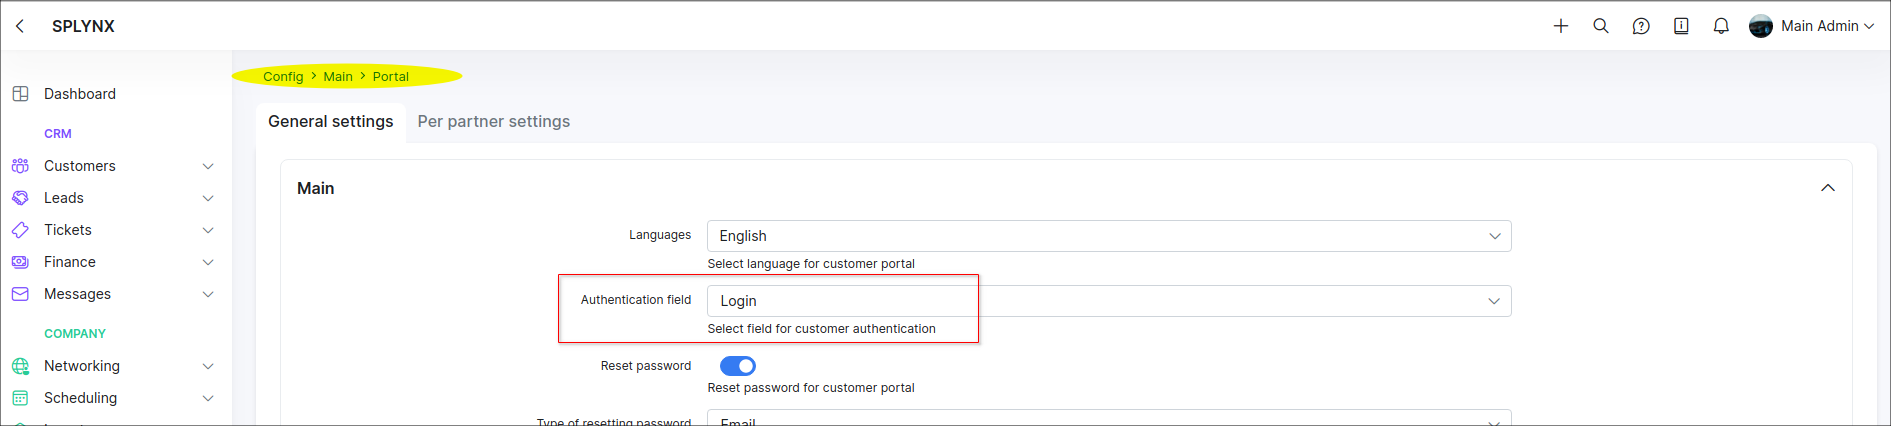 SPLYNX
Main Admin
Config > Main > Portal
Dashboard
General settings
Per partner settings
CRM
Customers
Leads
Tickets
Finance
Messages
COMPANY
Networking
Scheduling
Main
Languages
English
Select language for customer portal
Authentication field
Login
Select field for customer authentication
Reset password
Reset password for customer portal
Type of resetting password
Email